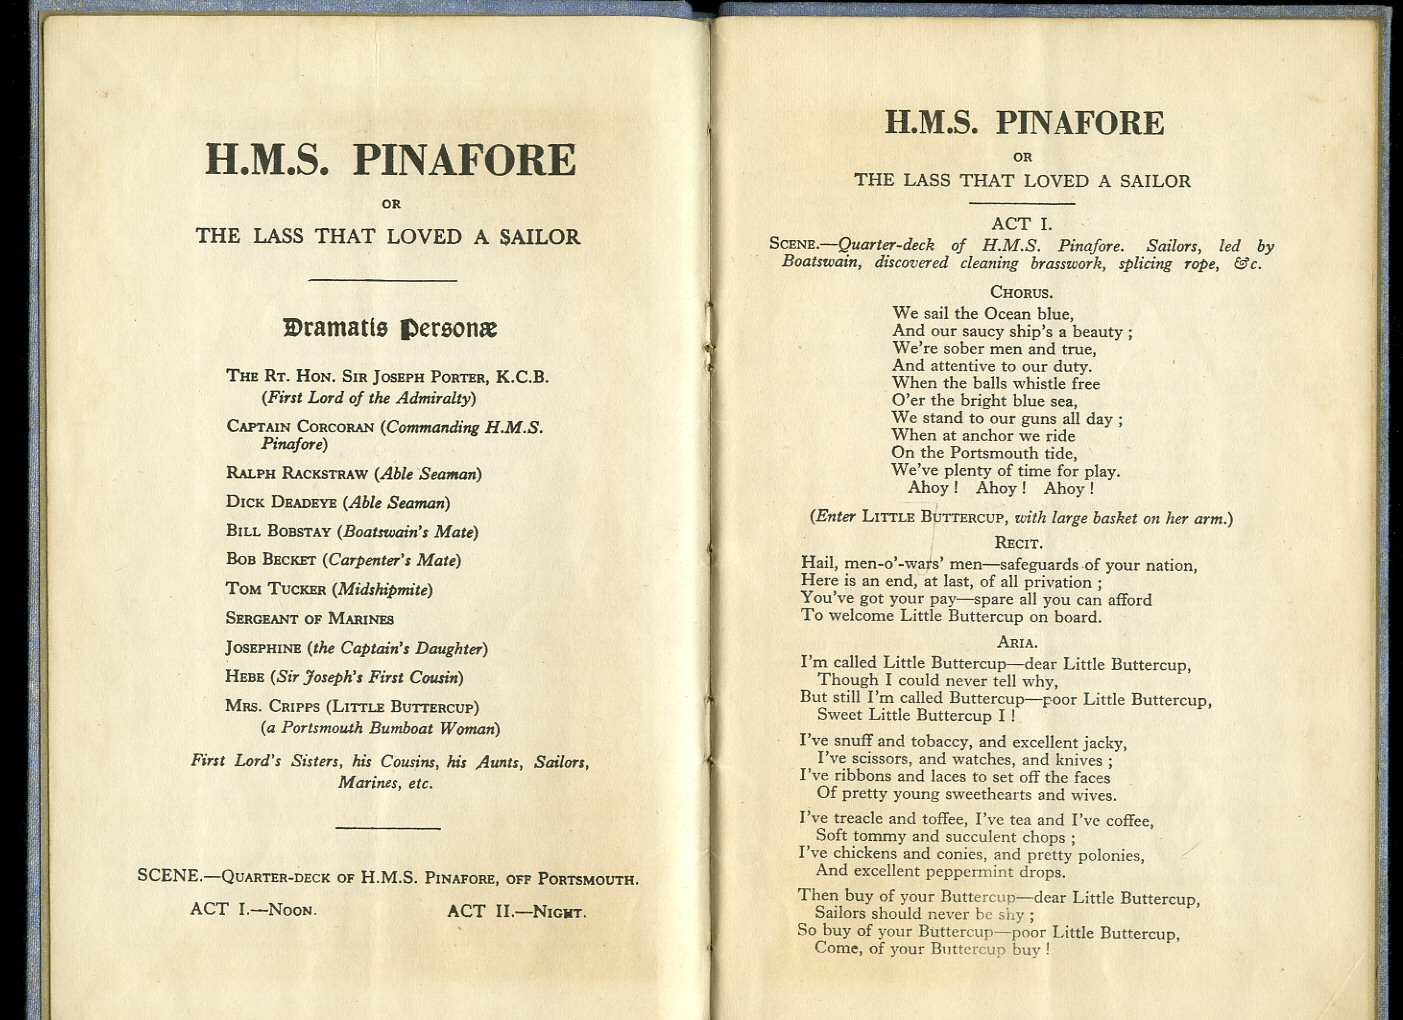 H.M.S. PINAFORE
OR
THE LASS THAT LOVED A SAILOR
Dramatis Personæ
THE RT. HON. SIR JOSEPH PORTER, K.C.B.
(First Lord of the Admiralty)
CAPTAIN CORCORAN (Commanding H.M.S.
Pinafore)
RALPH RACKSTRAW (Able Seaman)
DICK DEADEYE (Able Seaman)
BILL BOBSTAY (Boatswain's Mate)
BOB BECKET (Carpenter's Mate)
TOM TUCKER (Midshipmite)
SERGEANT OF MARINES
JOSEPHINE (the Captain's Daughter)
HEBE (Sir Joseph's First Cousin)
MRS. CRIPPS (LITTLE BUTTERCUP)
(a Portsmouth Bumboat Woman)
First Lord's Sisters, his Cousins, his Aunts, Sailors,
Marines, etc.
SCENE.—QUARTER-DECK OF H.M.S. PINAFORE, OFF PORTSMOUTH.
ACT I.—NOON. ACT II.—NIGHT.
H.M.S. PINAFORE
OR
THE LASS THAT LOVED A SAILOR
ACT I.
SCENE.—Quarter-deck of H.M.S. Pinafore. Sailors, led by
Boatswain, discovered cleaning brasswork, splicing rope, &c.
CHORUS.
We sail the Ocean blue,
And our saucy ship's a beauty ;
We're sober men and true,
And attentive to our duty.
When the balls whistle free
O'er the bright blue sea,
We stand to our guns all day ;
When at anchor we ride
On the Portsmouth tide,
We've plenty of time for play.
Ahoy ! Ahoy ! Ahoy !
(Enter LITTLE BUTTERCUP, with large basket on her arm.)
RECIT.
Hail, men-o'-wars' men—safeguards of your nation,
Here is an end, at last, of all privation ;
You've got your pay—spare all you can afford
To welcome Little Buttercup on board.
ARIA.
I'm called Little Buttercup—dear Little Buttercup,
Though I could never tell why,
But still I'm called Buttercup—poor Little Buttercup,
Sweet Little Buttercup I !
I've snuff and tobaccy, and excellent jacky,
I've scissors, and watches, and knives ;
I've ribbons and laces to set off the faces
Of pretty young sweethearts and wives.
I've treacle and toffee, I've tea and I've coffee,
Soft tommy and succulent chops ;
I've chickens and conies, and pretty polonies,
And excellent peppermint drops.
Then buy of your Buttercup—dear Little Buttercup,
Sailors should never be shy ;
So buy of your Buttercup—poor Little Buttercup,
Come, of your Buttercup buy !